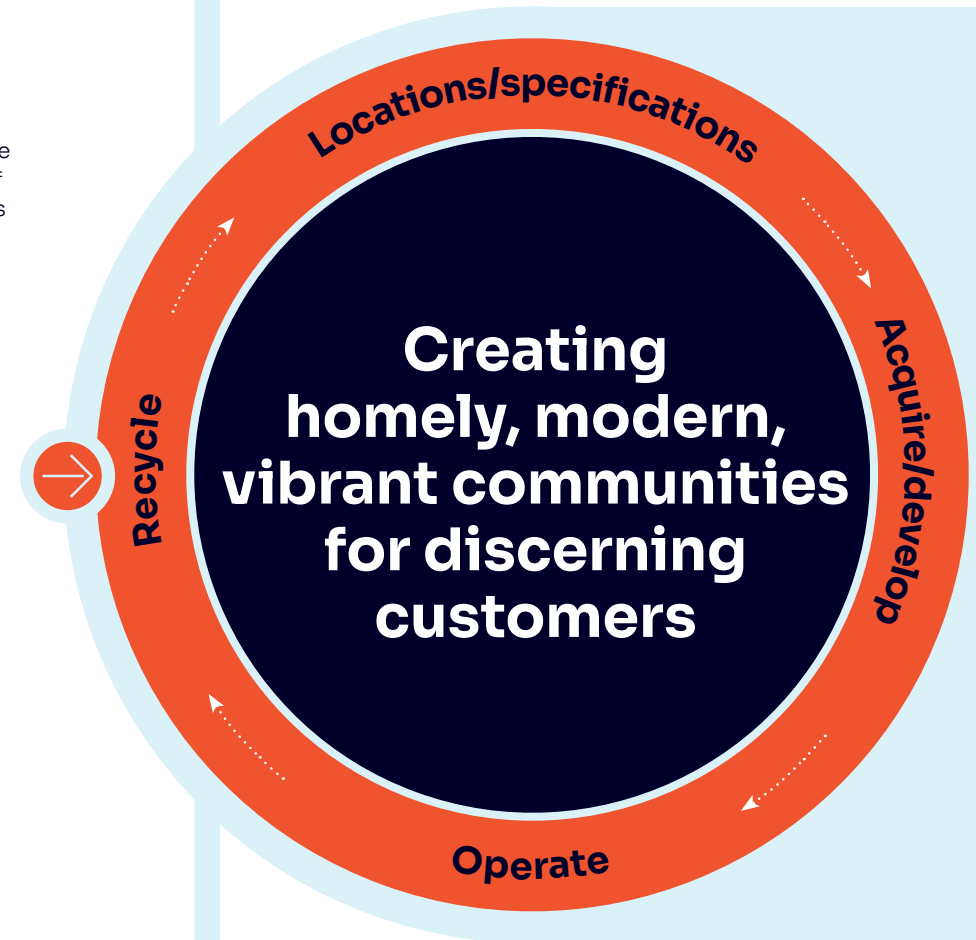 Locations/specifications
Acquire/develop
Operate
Recycle
Creating
homely, modern,
vibrant communities
for discerning
customers